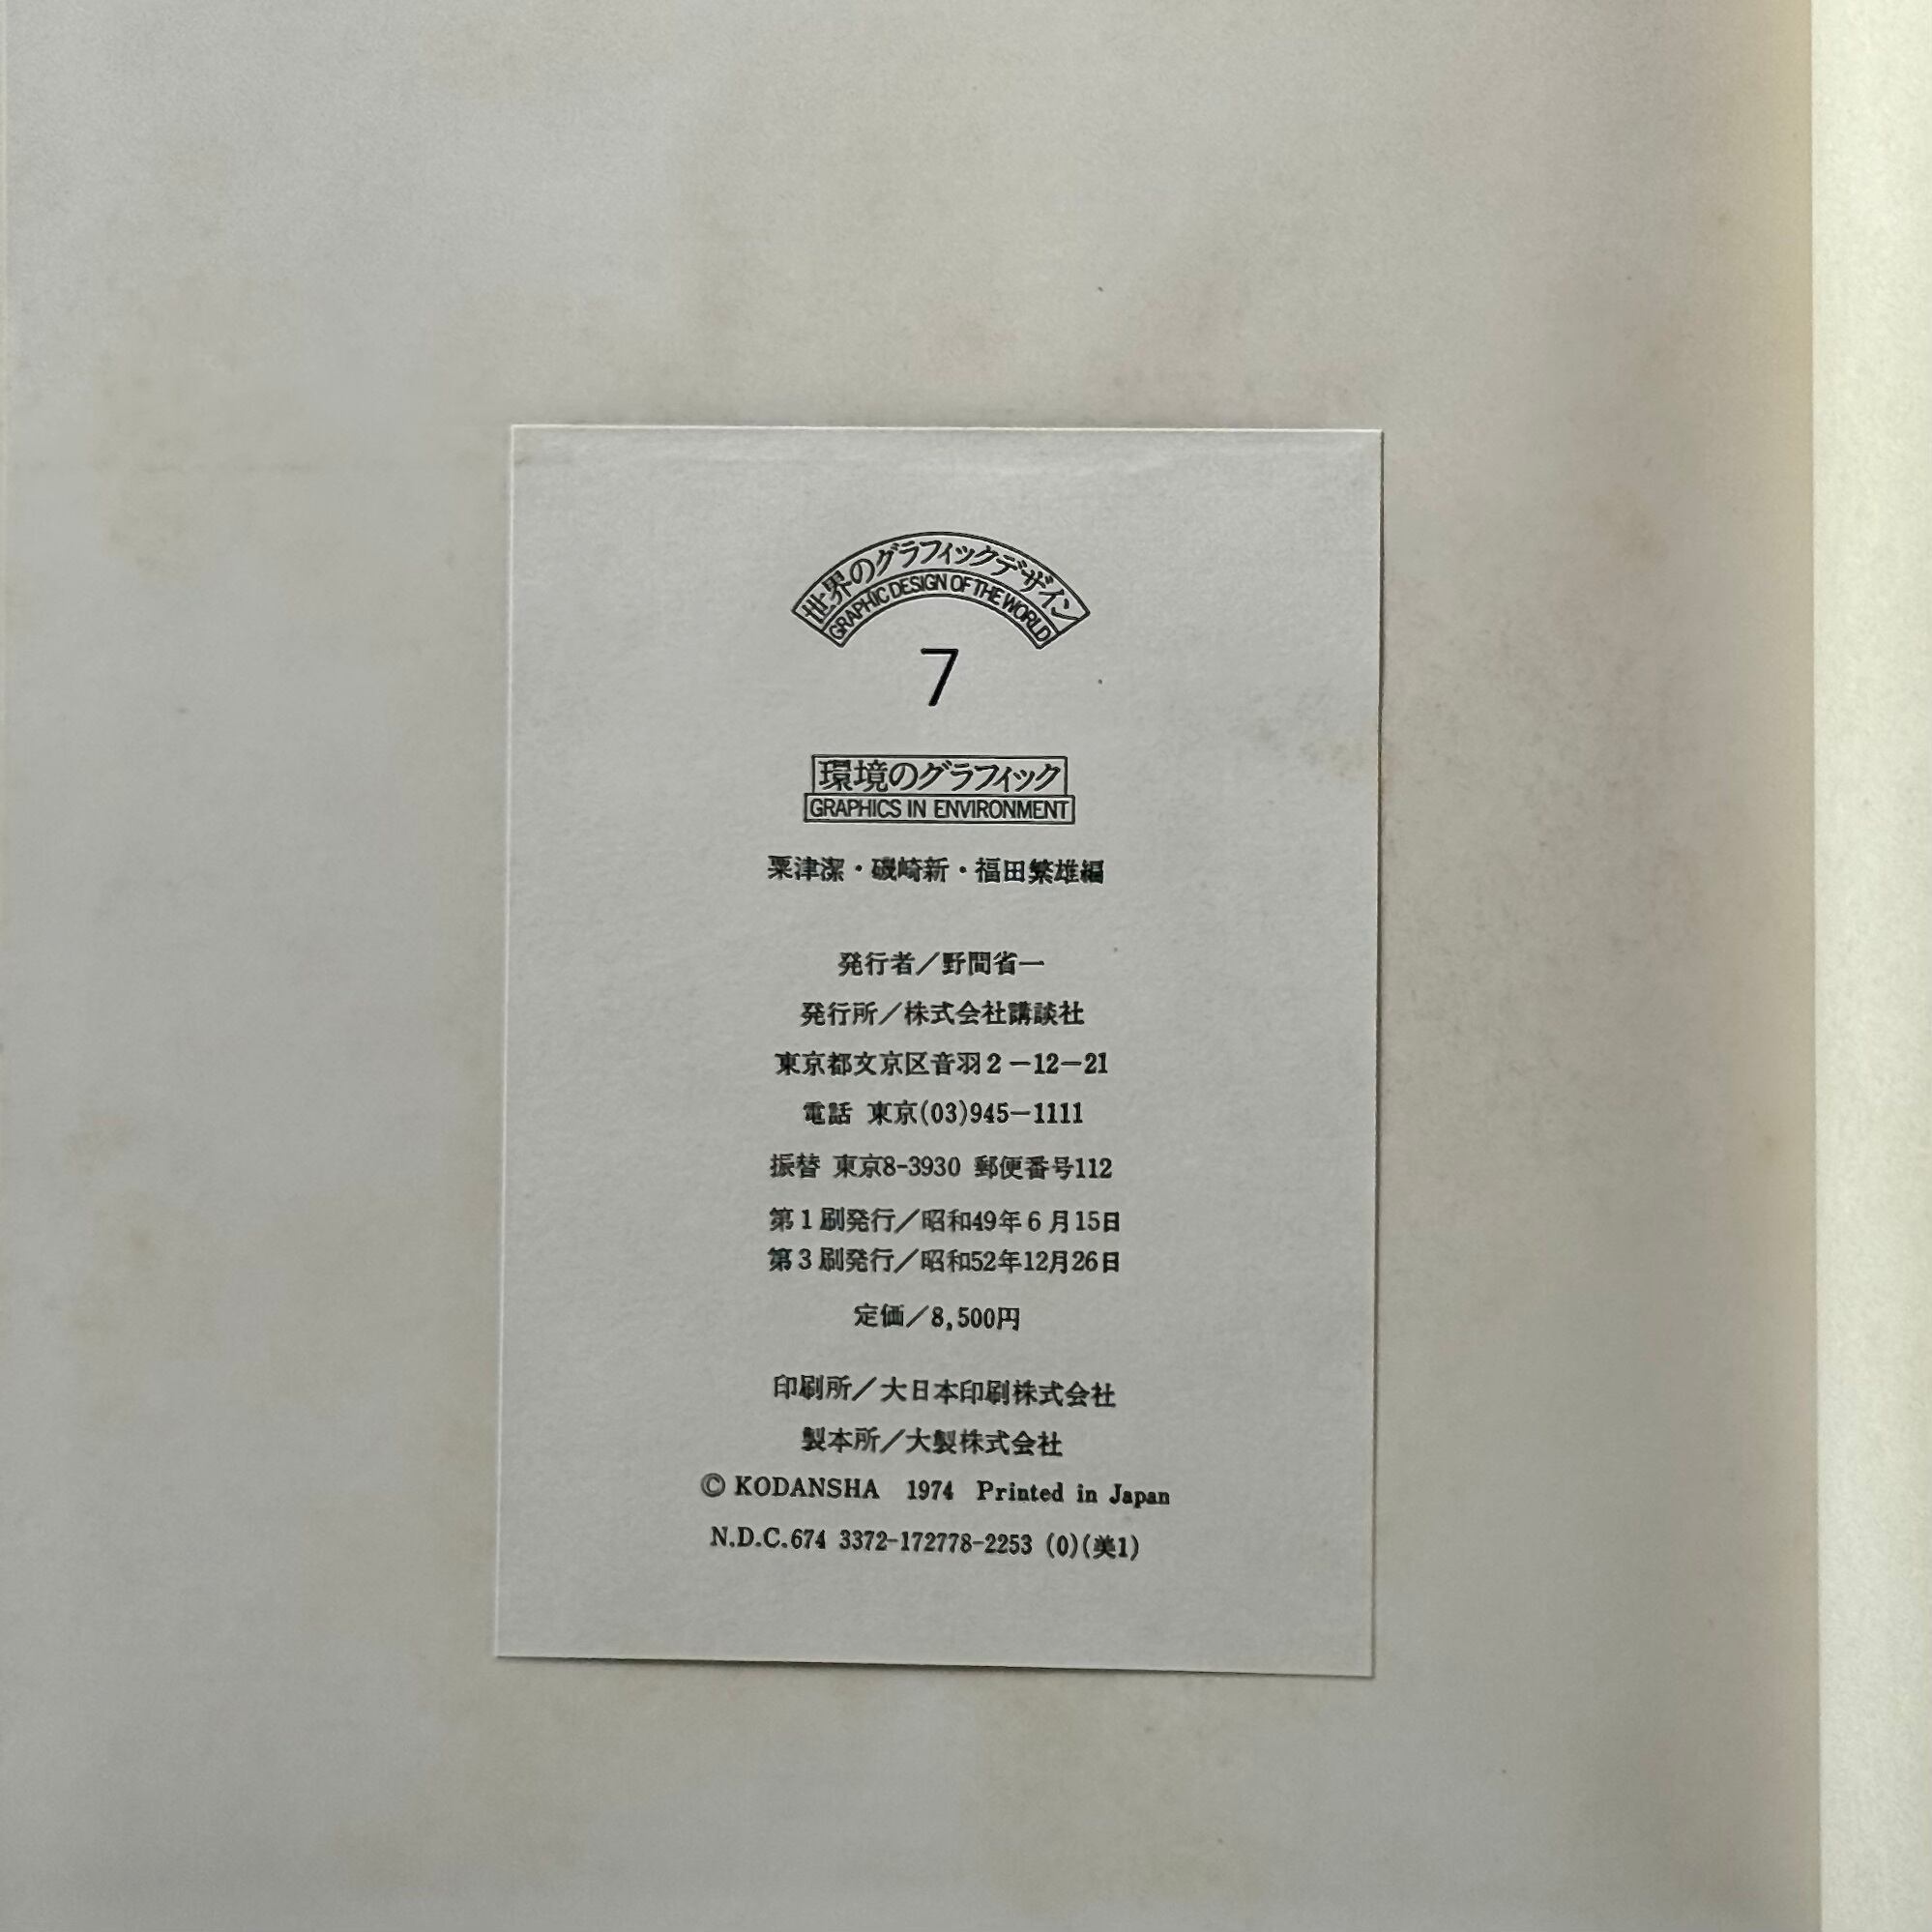 世界のグラフィックデザイン
GRAPHIC DESIGN OF THE WORLD
7
環境のグラフィック
GRAPHICS IN ENVIRONMENT
粟津潔・磯崎新・福田繁雄編
発行者／野間省一
発行所／株式会社講談社
東京都文京区音羽2－12－21
電話 東京(03)945－1111
振替 東京8-3930 郵便番号112
第1刷発行／昭和49年6月15日
第3刷発行／昭和52年12月26日
定価／8,500円
印刷所／大日本印刷株式会社
製本所／大製株式会社
© KODANSHA 1974 Printed in Japan
N.D.C.674 3372-172778-2253 (0)(美1)